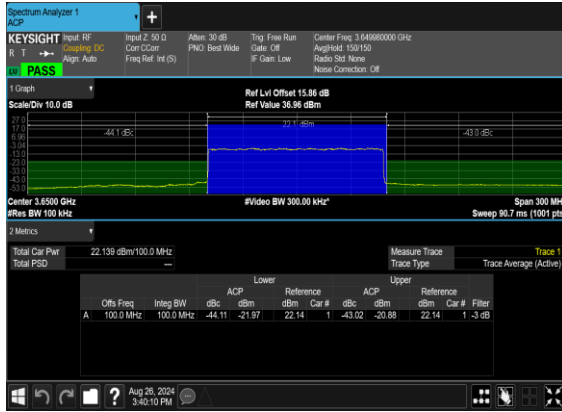 Spectrum Analyzer 1
ACP
+
KEYSIGHT Input: RF Input Z: 50 Ω Atten: 30 dB Trig: Free Run Center Freq: 3.649980000 GHz
R T Coupling: DC Corr CCorr PNO: Best Wide Gate: Off Avg|Hold: 150/150
Align: Auto Freq Ref: Int (S) IF Gain: Low Radio Std: None
LU PASS Noise Correction: Off
1 Graph Ref Lvl Offset 15.86 dB
Scale/Div 10.0 dB Ref Value 36.96 dBm
27.0
17.0 -44.1 dBc 22.1 dBm -43.0 dBc
6.96
-3.04
-13.0
-23.0
-33.0
-43.0
-53.0
Center 3.6500 GHz #Video BW 300.00 kHz* Span 300 MH
#Res BW 100 kHz Sweep 90.7 ms (1001 pts
2 Metrics
Total Car Pwr 22.139 dBm/100.0 MHz Measure Trace Trace 1
Total PSD --- Trace Type Trace Average (Active)
Lower Upper
ACP Reference ACP Reference
Offs Freq Integ BW dBc dBm dBm Car # dBc dBm dBm Car # Filter
A 100.0 MHz 100.0 MHz -44.11 -21.97 22.14 1 -43.02 -20.88 22.14 1 -3 dB
? Aug 26, 2024
3:40:10 PM